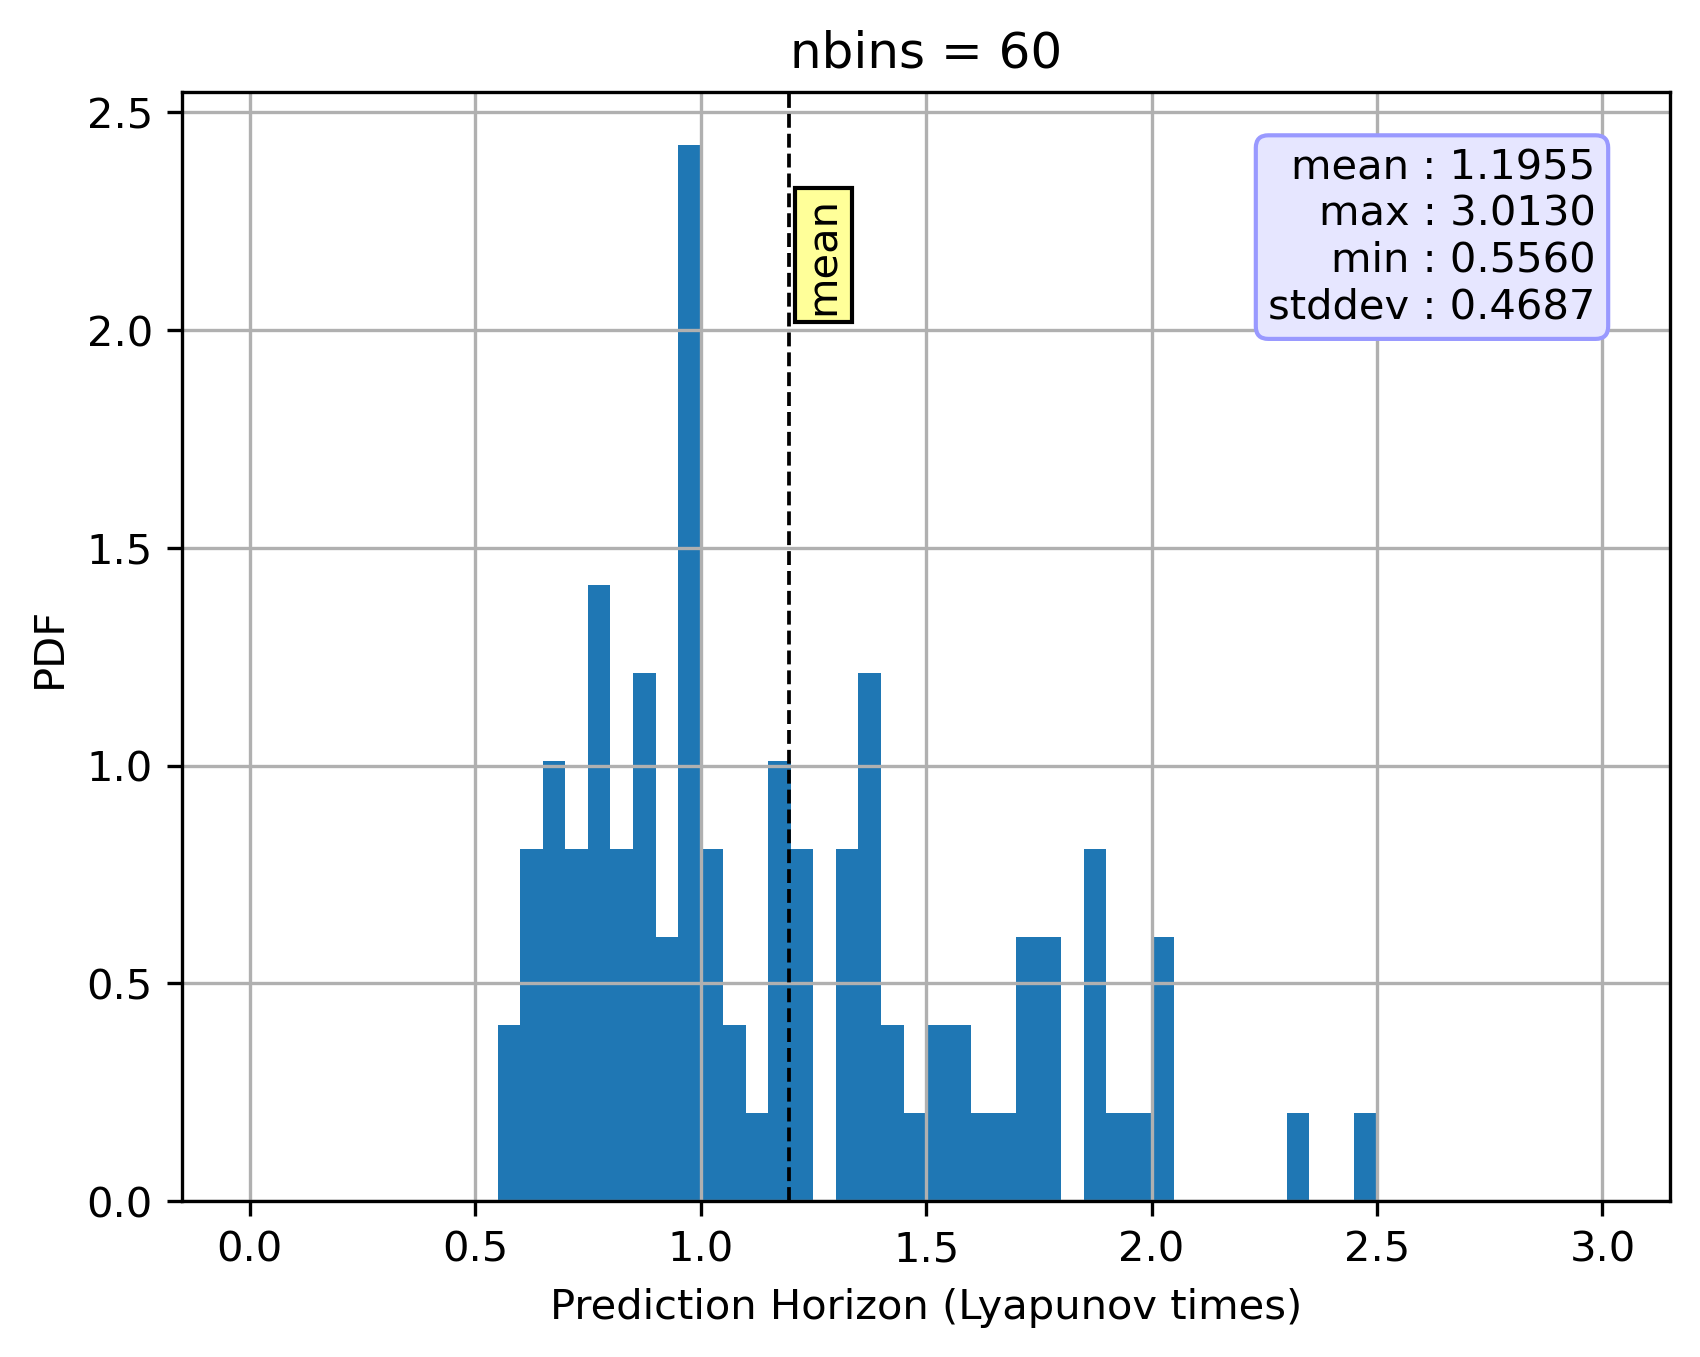 nbins = 60
2.5
2.0
1.5
1.0
0.5
0.0
PDF
mean
mean : 1.1955
max : 3.0130
min : 0.5560
stddev : 0.4687
0.0 0.5 1.0 1.5 2.0 2.5 3.0
Prediction Horizon (Lyapunov times)